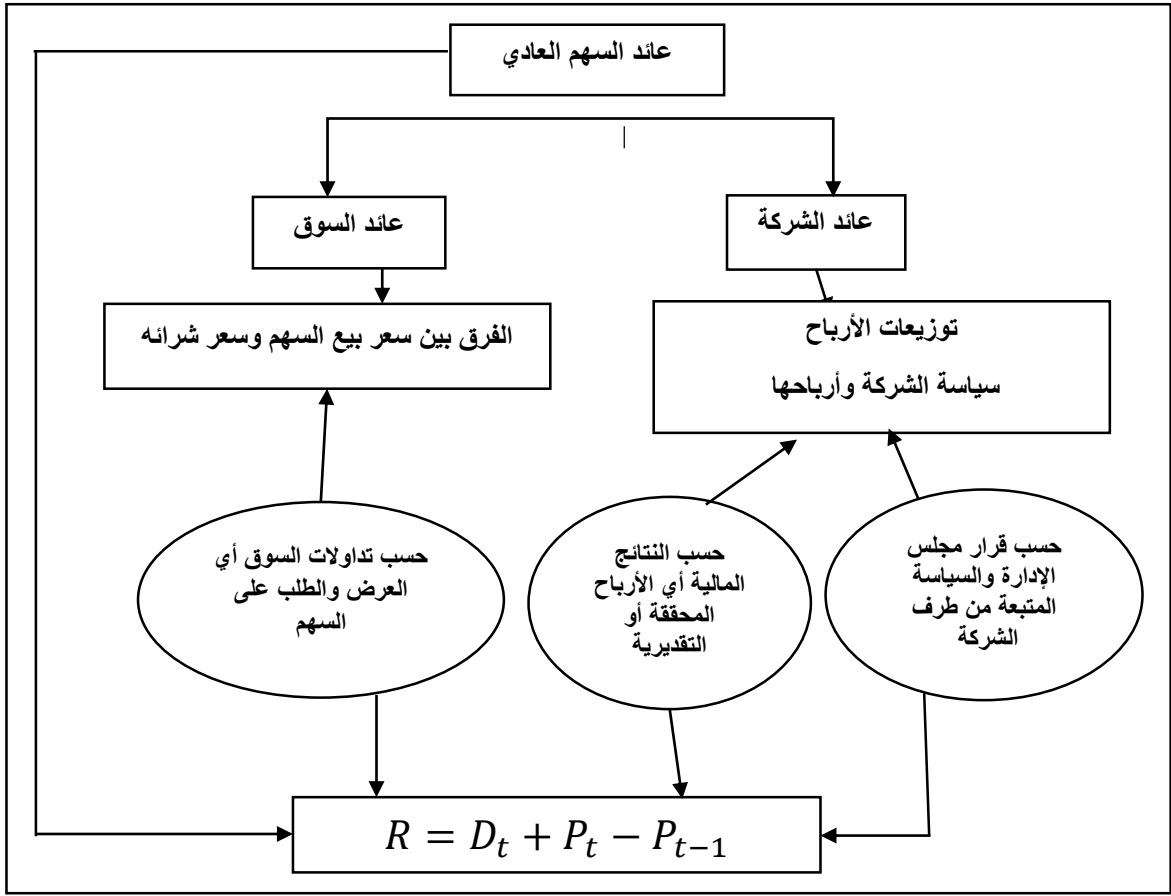 عائد السهم العادي
عائد الشركة
عائد السوق
توزيعات الأرباح
سياسة الشركة وأرباحها
الفرق بين سعر بيع السهم وسعر شرائه
حسب قرار مجلس
الإدارة والسياسة
المتبعة من طرف
الشركة
حسب النتائج
المالية أي الأرباح
المحققة أو
التقديرية
حسب تداولات السوق أي
العرض والطلب على
السهم
R = D_t + P_t − P_{t−1}